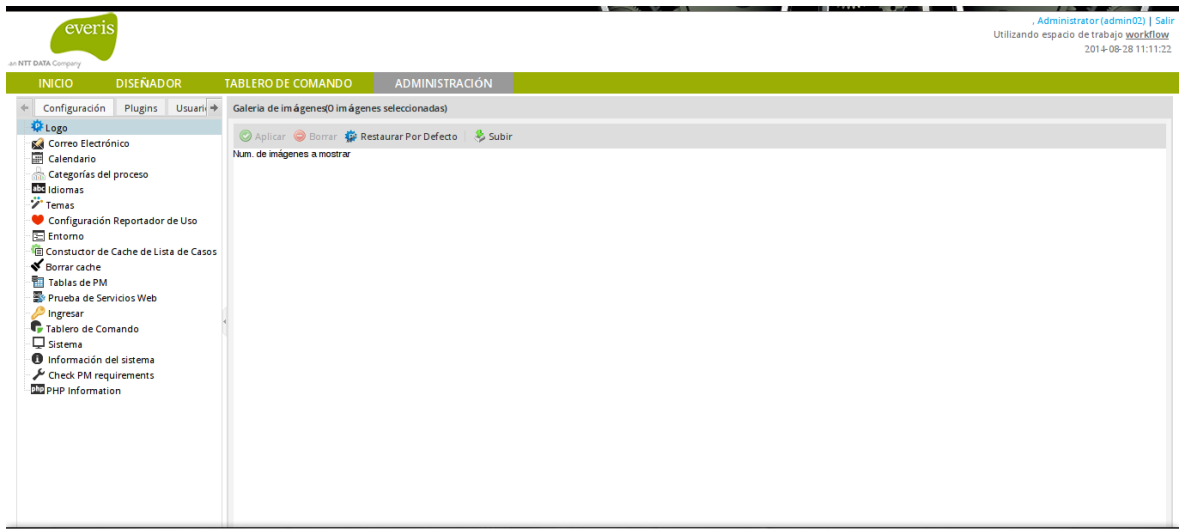 everis
an NTT DATA Company
, Administrator (admin02) | Salir
Utilizando espacio de trabajo workflow
2014-08-28 11:11:22
INICIO DISEÑADOR TABLERO DE COMANDO ADMINISTRACIÓN
Configuración Plugins Usuari
Galeria de imágenes(0 imágenes seleccionadas)
Aplicar Borrar Restaurar Por Defecto Subir
Num. de imágenes a mostrar
Logo
Correo Electrónico
Calendario
Categorías del proceso
abc Idiomas
Temas
Configuración Reportador de Uso
Entorno
Constuctor de Cache de Lista de Casos
Borrar cache
Tablas de PM
Prueba de Servicios Web
Ingresar
Tablero de Comando
Sistema
Información del sistema
Check PM requirements
php PHP Information